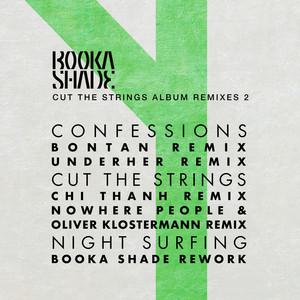 BOOKA
SHADE
CUT THE STRINGS ALBUM REMIXES 2
CONFESSIONS
BONTAN REMIX
UNDERHER REMIX
CUT THE STRINGS
CHI THANH REMIX
NOWHERE PEOPLE &
OLIVER KLOSTERMANN REMIX
NIGHT SURFING
BOOKA SHADE REWORK